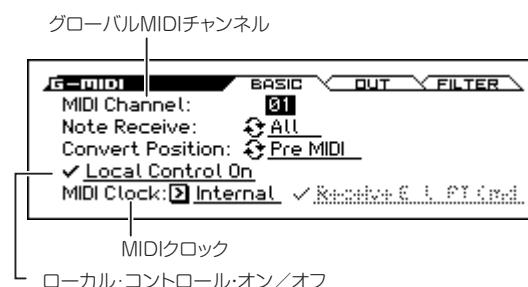 グローバルMIDIチャンネル
G-MIDI BASIC OUT FILTER
MIDI Channel: 01
Note Receive: All
Convert Position: Pre MIDI
✓ Local Control On
MIDI Clock: Internal ✓ Receive
MIDIクロック
ローカル・コントロール・オン／オフ